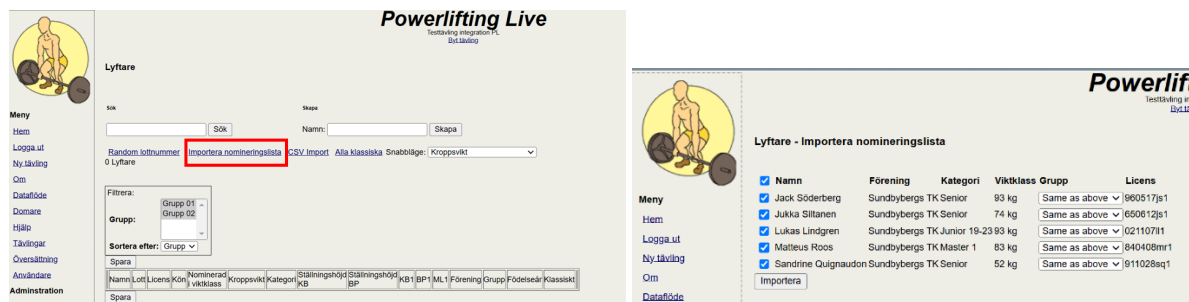 Powerlifting Live
Testtävling integration PL
Byt tävling
Lyftare
Sök
Skapa
Sök Namn: Skapa
Random lottnummer Importera nomineringslista CSV Import Alla klassiska Snabbläge: Kroppsvikt
0 Lyftare
Filtrera:
Grupp:
Grupp 01
Grupp 02
Sortera efter: Grupp
Spara
Namn Lott Licens Kön Nominerad i viktklass Kroppsvikt Kategori Ställningshöjd KB Ställningshöjd BP KB1 BP1 ML1 Förening Grupp Födelseår Klassiskt
Spara
Meny
Hem
Logga ut
Ny tävling
Om
Dataflöde
Domare
Hjälp
Tävlingar
Översättning
Användare
Adminstration
Powerlift
Testtävling in
Byt tä
Lyftare - Importera nomineringslista
Namn Förening Kategori Viktklass Grupp Licens
Jack Söderberg Sundbybergs TK Senior 93 kg Same as above 960517js1
Jukka Siltanen Sundbybergs TK Senior 74 kg Same as above 650612js1
Lukas Lindgren Sundbybergs TK Junior 19-23 93 kg Same as above 021107ll1
Matteus Roos Sundbybergs TK Master 1 83 kg Same as above 840408mr1
Sandrine Quignaudon Sundbybergs TK Senior 52 kg Same as above 911028sq1
Importera
Meny
Hem
Logga ut
Ny tävling
Om
Dataflöde